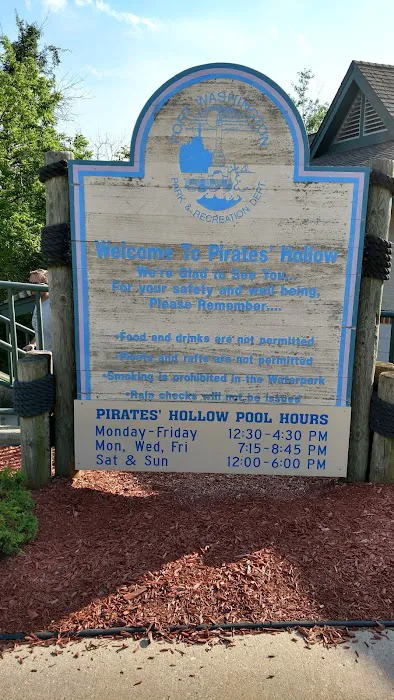 PORT WASHINGTON
PARK & RECREATION DEPT.
Welcome To Pirates' Hollow
We're Glad to See You...
For your safety and well being,
Please Remember....
•Food and drinks are not permitted
•Floats and rafts are not permitted
•Smoking is prohibited in the Waterpark
•Rain checks will not be issued
PIRATES' HOLLOW POOL HOURS
Monday-Friday 12:30-4:30 PM
Mon, Wed, Fri 7:15-8:45 PM
Sat & Sun 12:00-6:00 PM